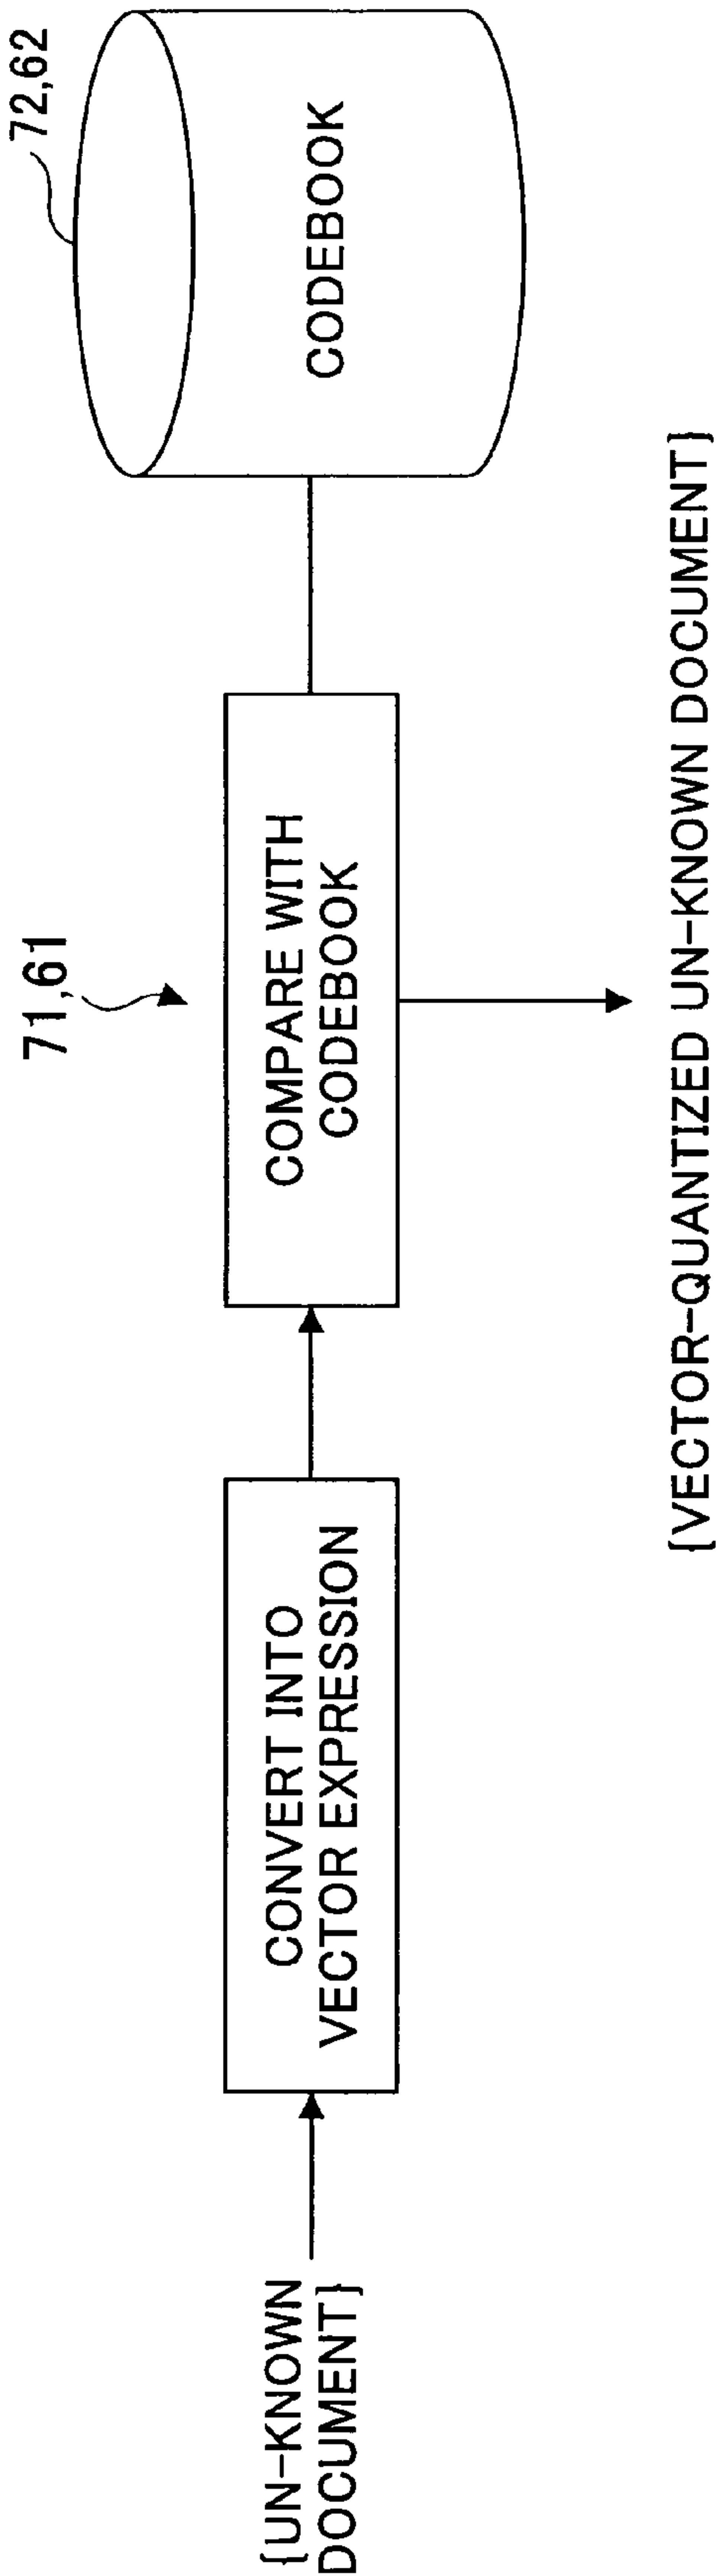 {UN-KNOWN
DOCUMENT}
CONVERT INTO
VECTOR EXPRESSION
71,61
COMPARE WITH
CODEBOOK
72,62
CODEBOOK
{VECTOR-QUANTIZED UN-KNOWN DOCUMENT}